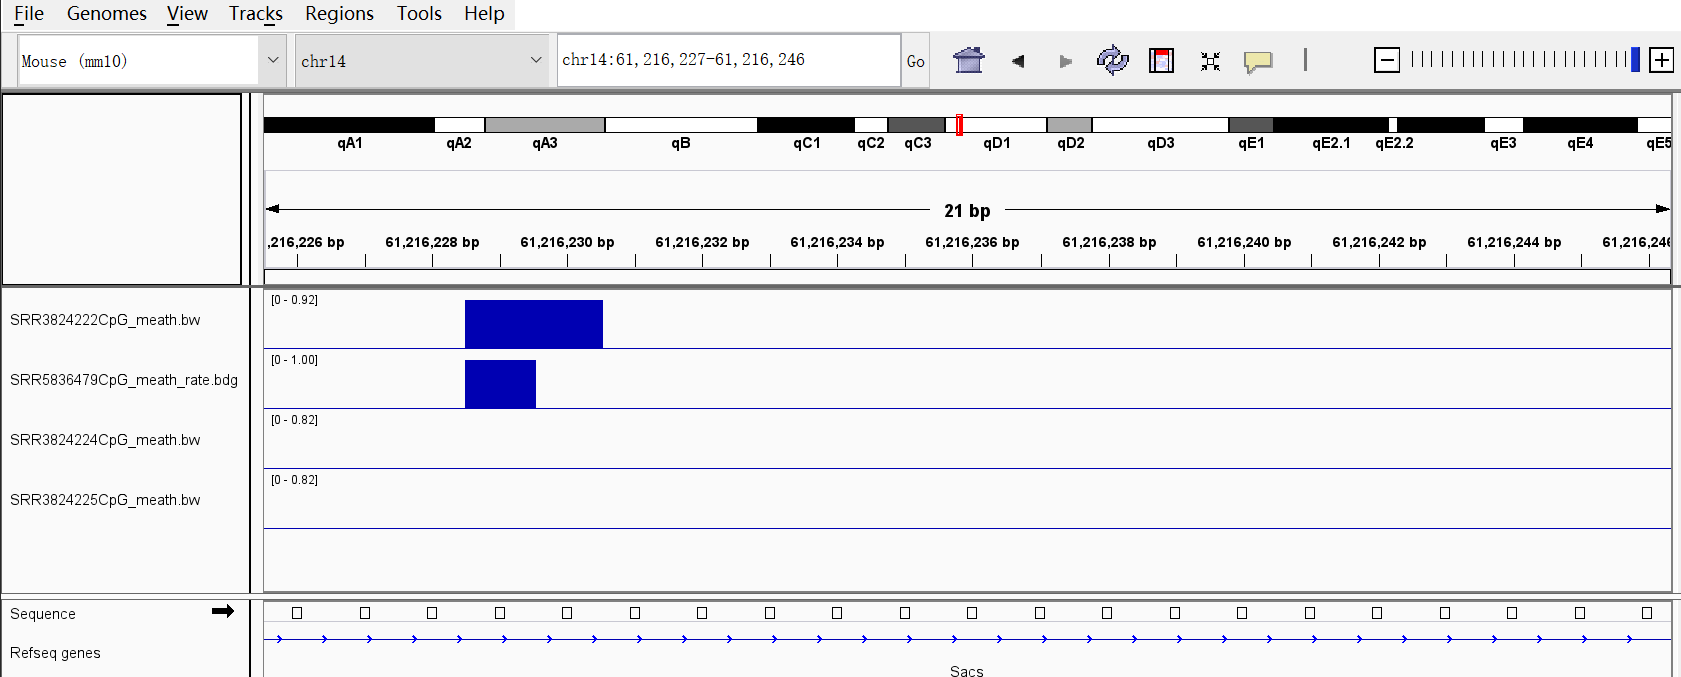 File Genomes View Tracks Regions Tools Help
Mouse (mm10) chr14 chr14:61,216,227-61,216,246 Go
qA1 qA2 qA3 qB qC1 qC2 qC3 qD1 qD2 qD3 qE1 qE2.1 qE2.2 qE3 qE4 qE5
21 bp
,216,226 bp 61,216,228 bp 61,216,230 bp 61,216,232 bp 61,216,234 bp 61,216,236 bp 61,216,238 bp 61,216,240 bp 61,216,242 bp 61,216,244 bp 61,216,246
[0 - 0.92]
SRR3824222CpG_meath.bw
[0 - 1.00]
SRR5836479CpG_meath_rate.bdg
[0 - 0.82]
SRR3824224CpG_meath.bw
[0 - 0.82]
SRR3824225CpG_meath.bw
Sequence
Refseq genes
Sacs